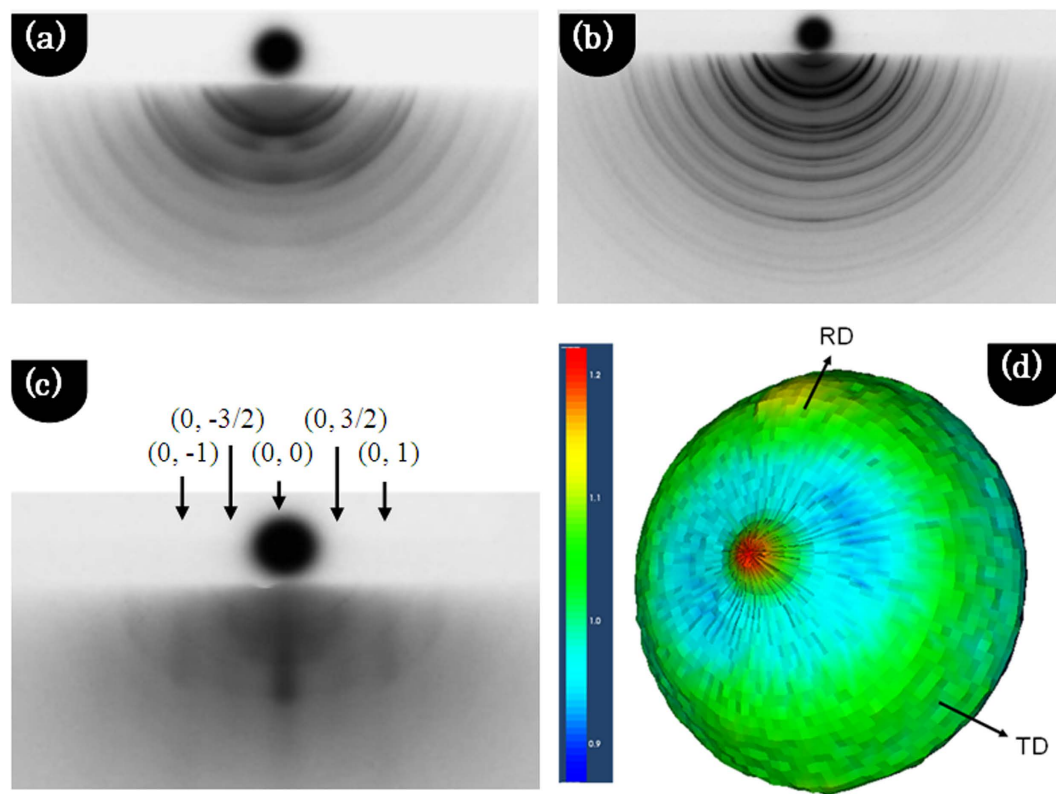 (a)
(b)
(c)
(0, -3/2)
(0, 3/2)
(0, -1)
(0, 0)
(0, 1)
(d)
RD
1.2
1.1
1.0
0.9
TD